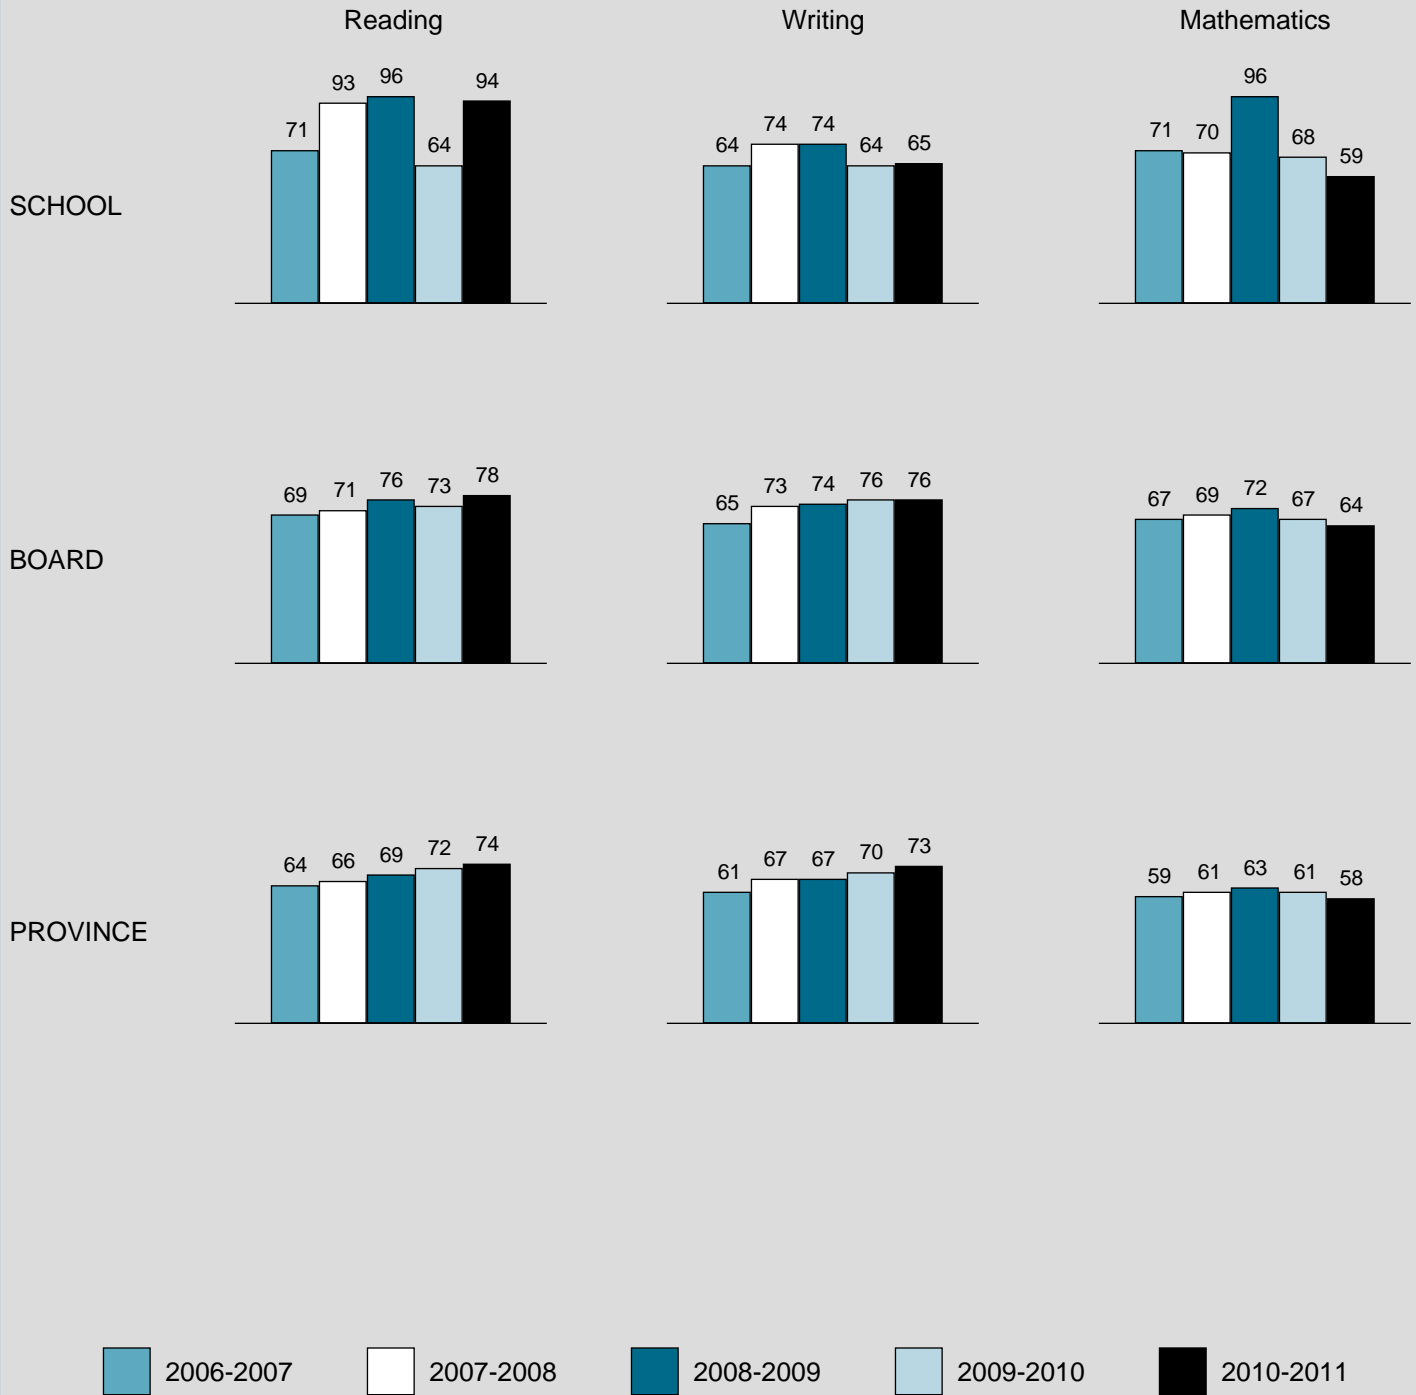 Reading Writing Mathematics
SCHOOL
71 93 96 64 94
64 74 74 64 65
71 70 96 68 59
BOARD
69 71 76 73 78
65 73 74 76 76
67 69 72 67 64
PROVINCE
64 66 69 72 74
61 67 67 70 73
59 61 63 61 58
2006-2007 2007-2008 2008-2009 2009-2010 2010-2011